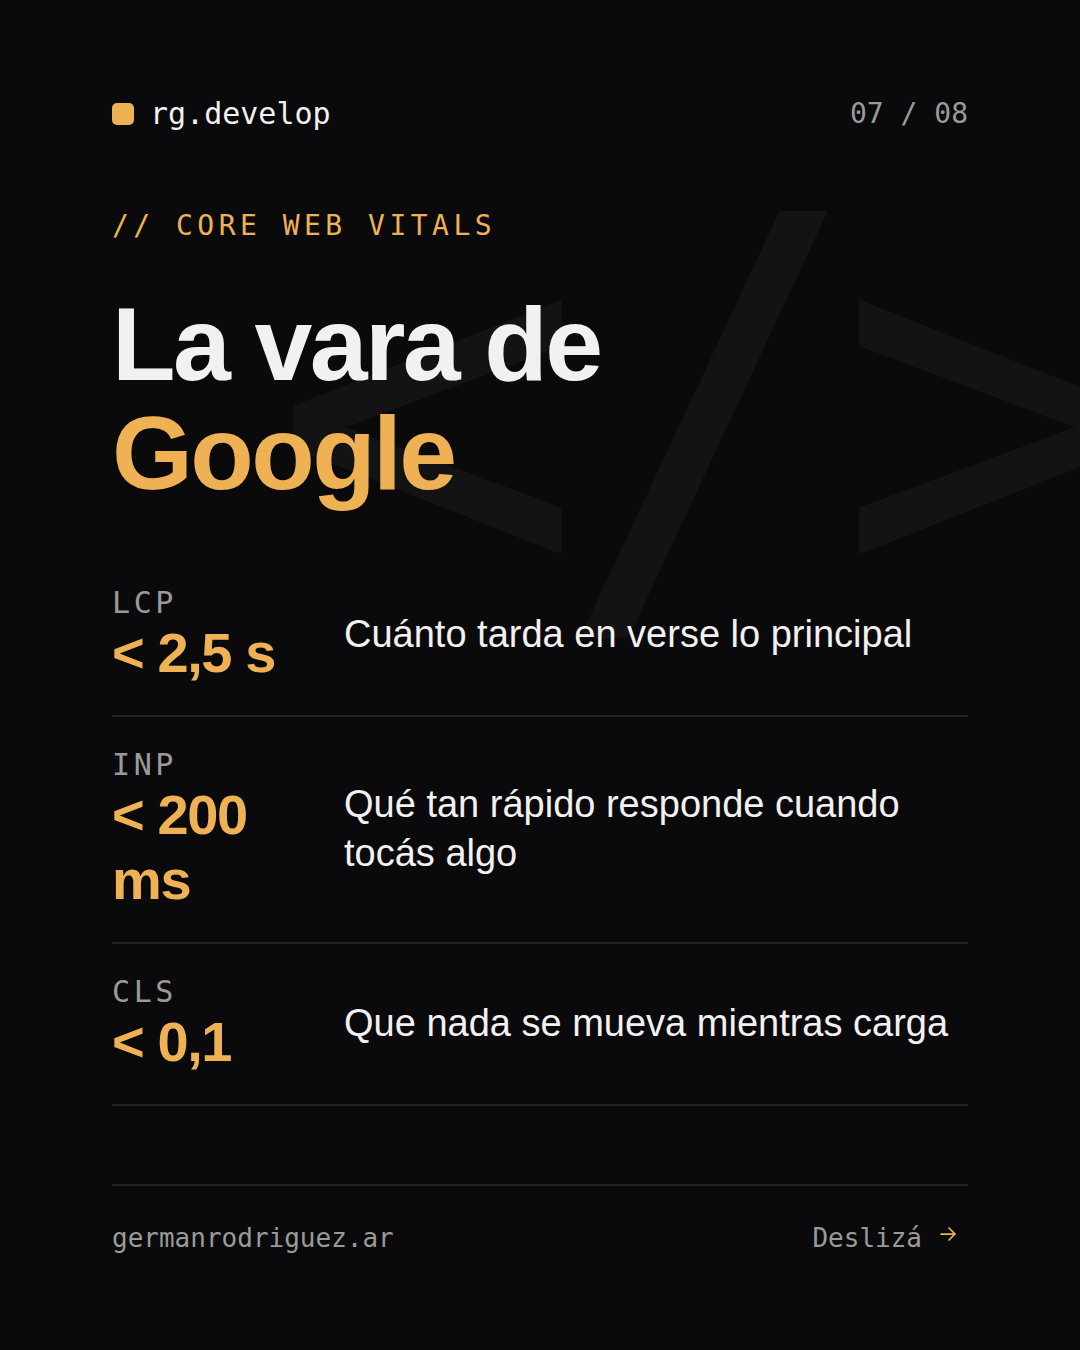 rg.develop
07 / 08
// CORE WEB VITALS
La vara de
Google
</>
LCP
< 2,5 s
Cuánto tarda en verse lo principal
INP
< 200
ms
Qué tan rápido responde cuando
tocás algo
CLS
< 0,1
Que nada se mueva mientras carga
germanrodriguez.ar
Deslizá →